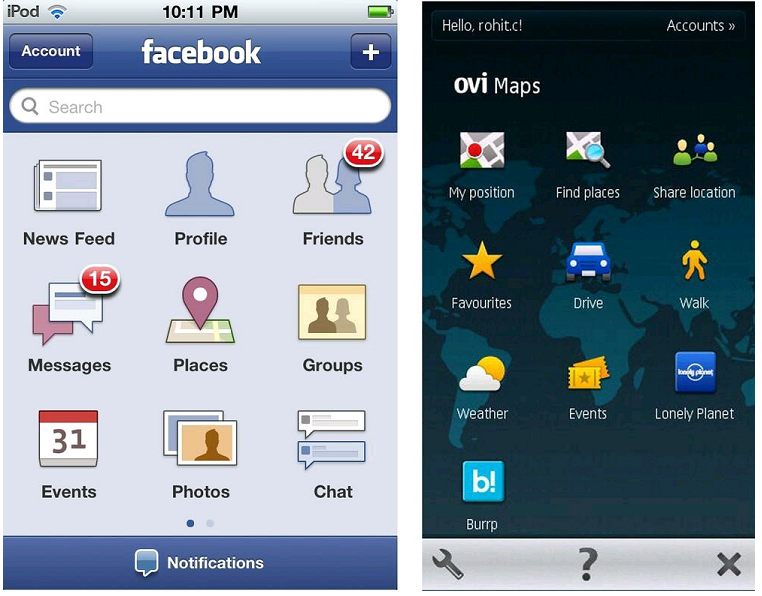 iPod 10:11 PM
Account facebook +
Search
42
News Feed Profile Friends
15
Messages Places Groups
31
Events Photos Chat
Notifications
Hello, rohit.c! Accounts »
ovi Maps
My position Find places Share location
Favourites Drive Walk
lonely planet
Weather Events Lonely Planet
b!
Burrp
?